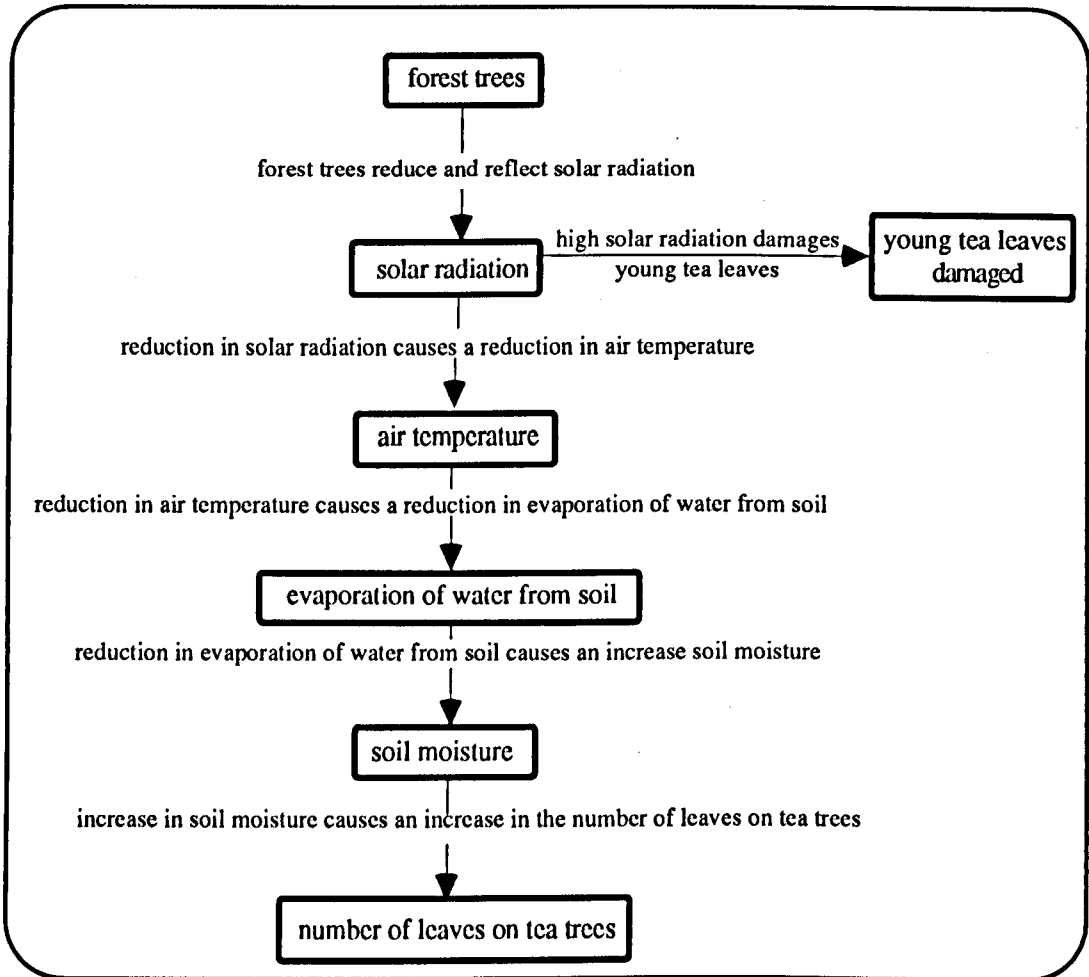 forest trees
forest trees reduce and reflect solar radiation
solar radiation
high solar radiation damages
young tea leaves
young tea leaves
damaged
reduction in solar radiation causes a reduction in air temperature
air temperature
reduction in air temperature causes a reduction in evaporation of water from soil
evaporation of water from soil
reduction in evaporation of water from soil causes an increase soil moisture
soil moisture
increase in soil moisture causes an increase in the number of leaves on tea trees
number of leaves on tea trees